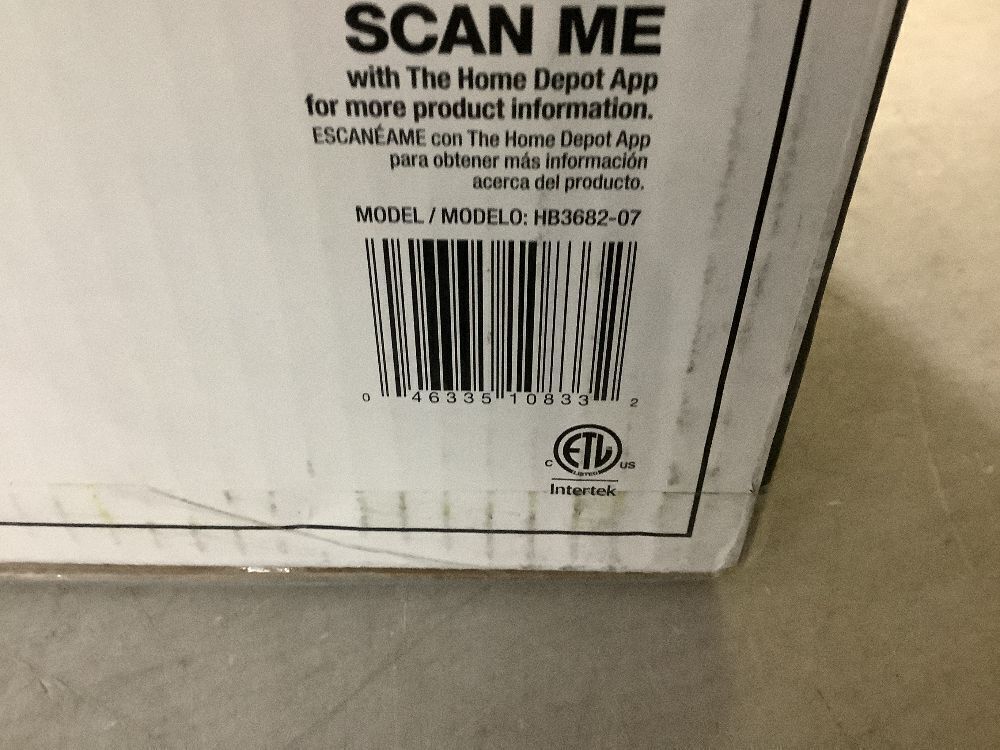 SCAN ME
with The Home Depot App
for more product information.
ESCANÉAME con The Home Depot App
para obtener más información
acerca del producto.
MODEL / MODELO: HB3682-07
0 46335 10833 2
ETL
LISTED
C US
Intertek